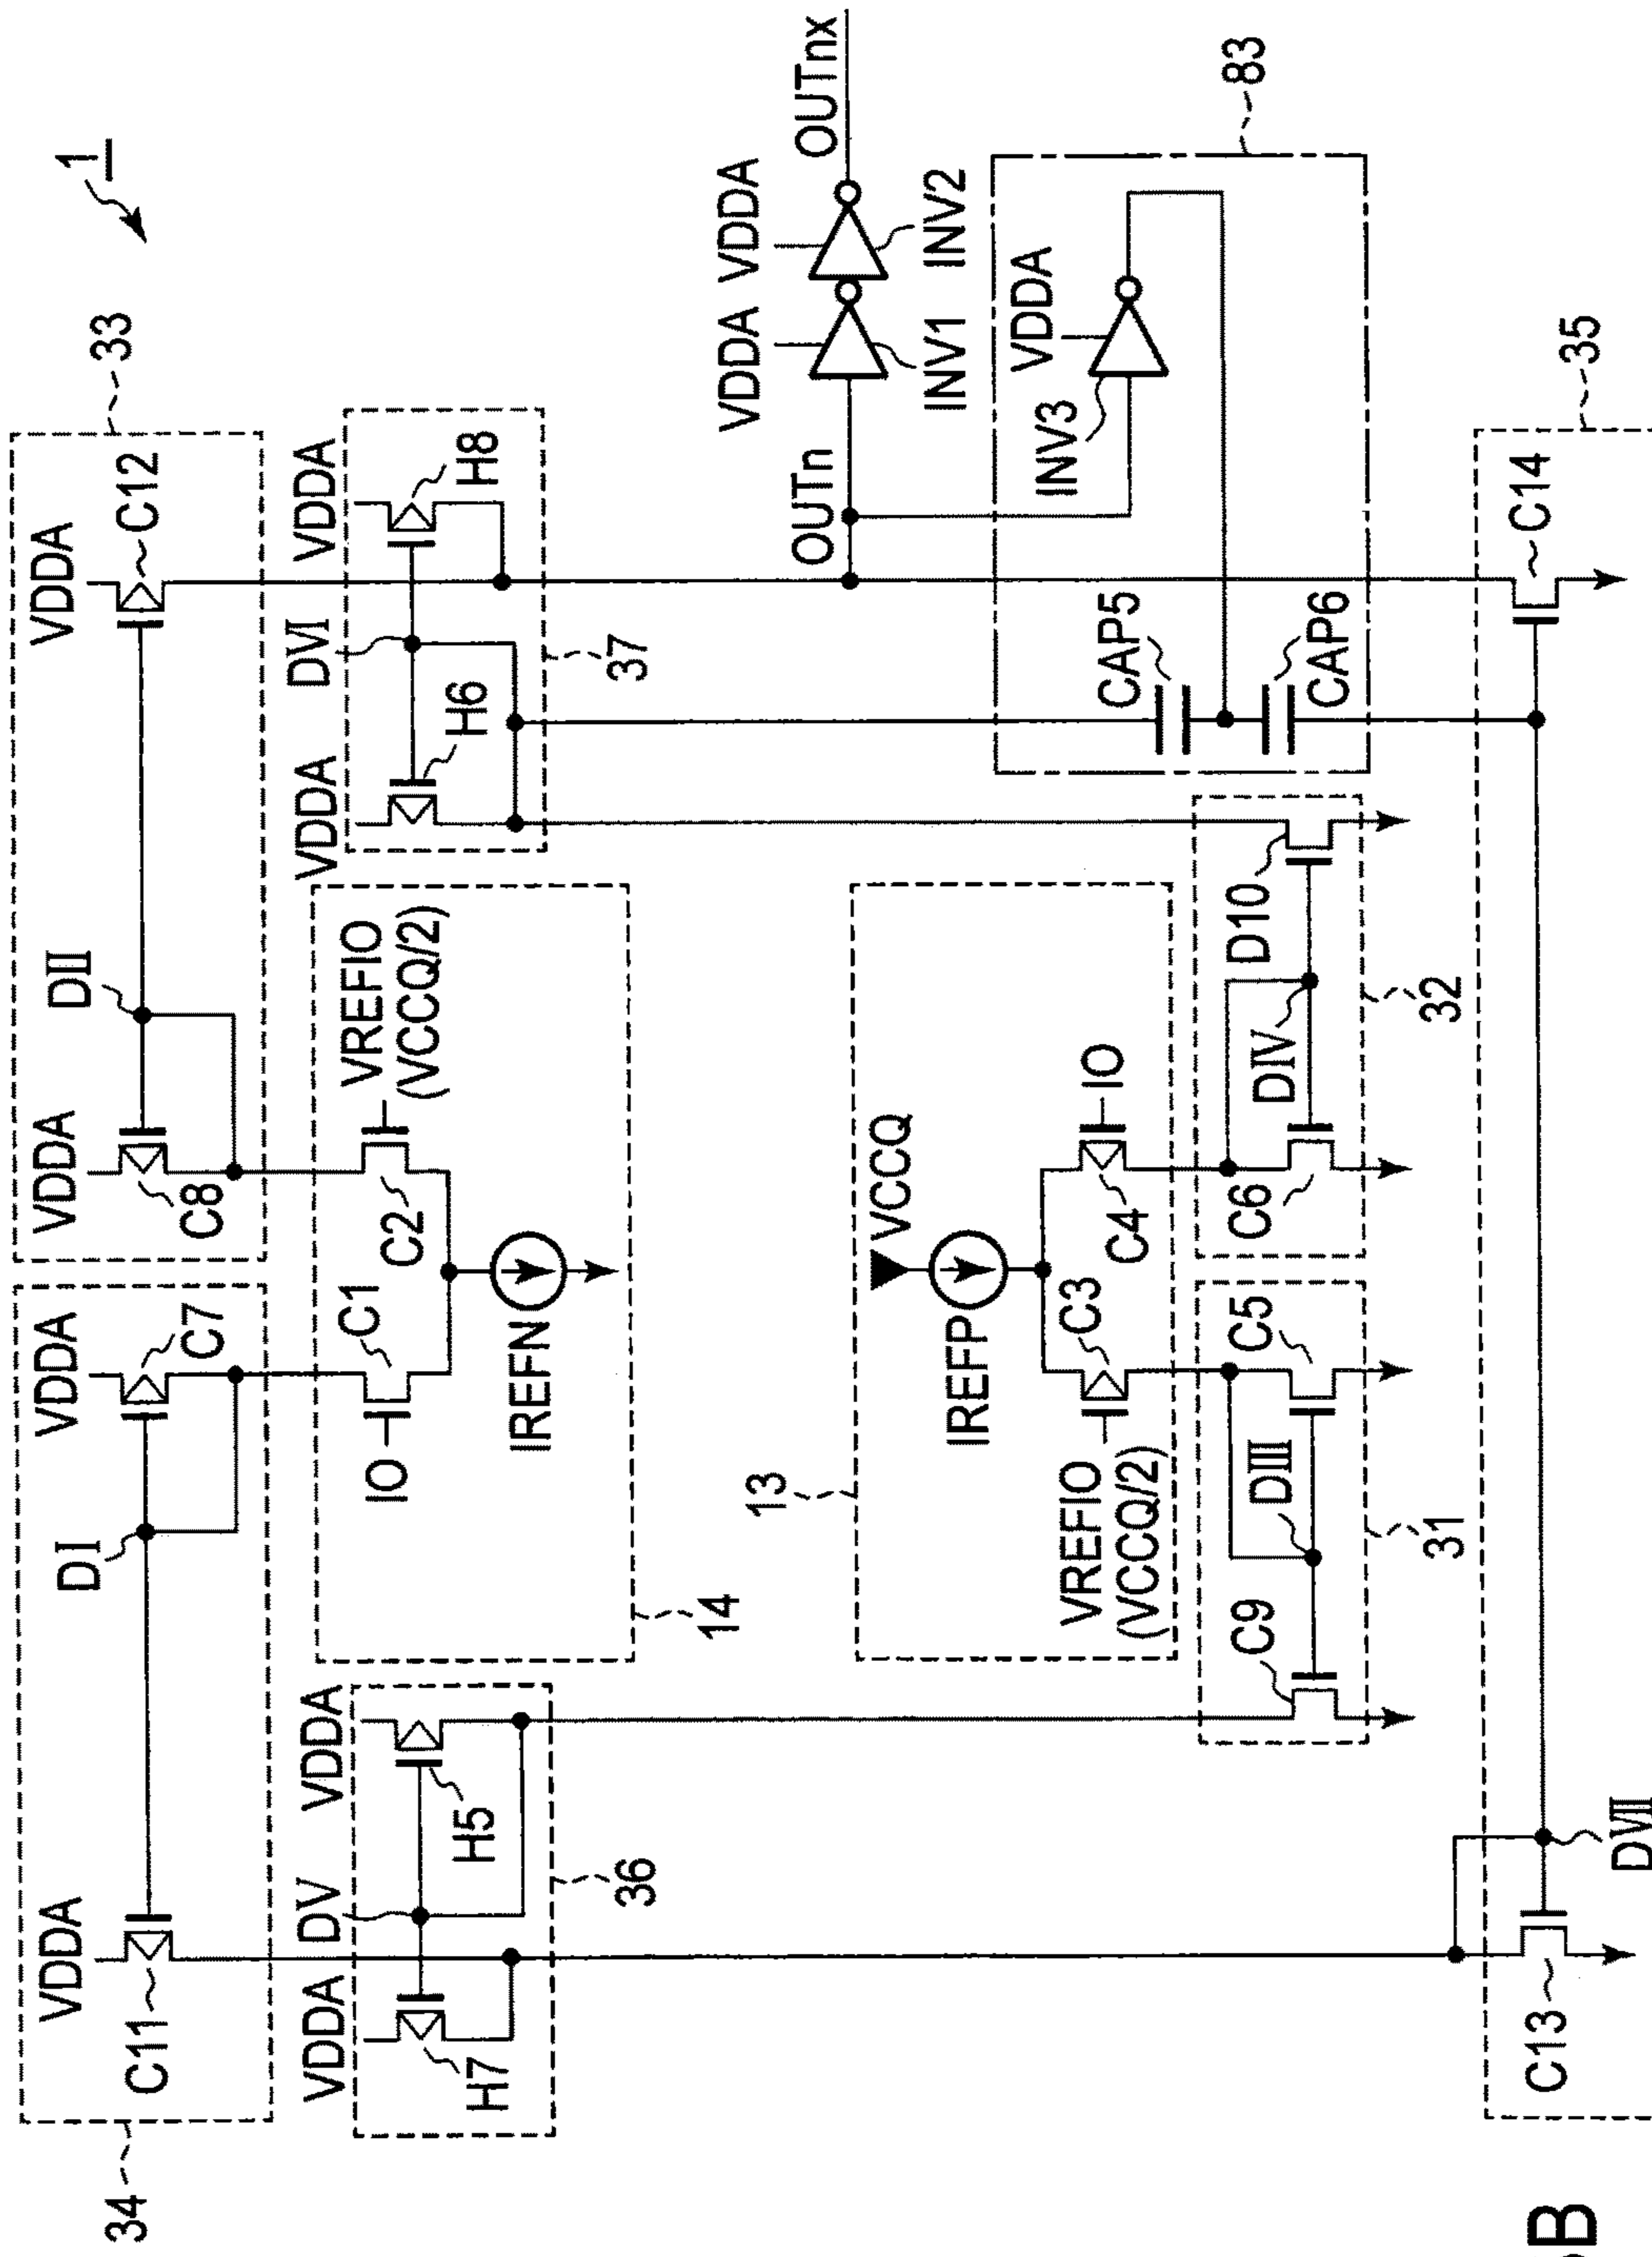 1
34
33
VDDA
VDDA
VDDA
VDDA
C11
DI
C7
C8
DII
C12
VDDA
VDDA
VDDA
VDDA
H7
DV
H5
H6
DVI
H8
36
37
IO
C1
C2
VREFIO
(VCCQ/2)
IREFN
14
13
VCCQ
IREFP
VREFIO
(VCCQ/2)
C3
C4
IO
C9
DIII
C5
C6
DIV
D10
31
32
OUTn
VDDA
VDDA
OUTnx
INV1
INV2
INV3
VDDA
CAP5
CAP6
83
35
C13
DVII
C14
B